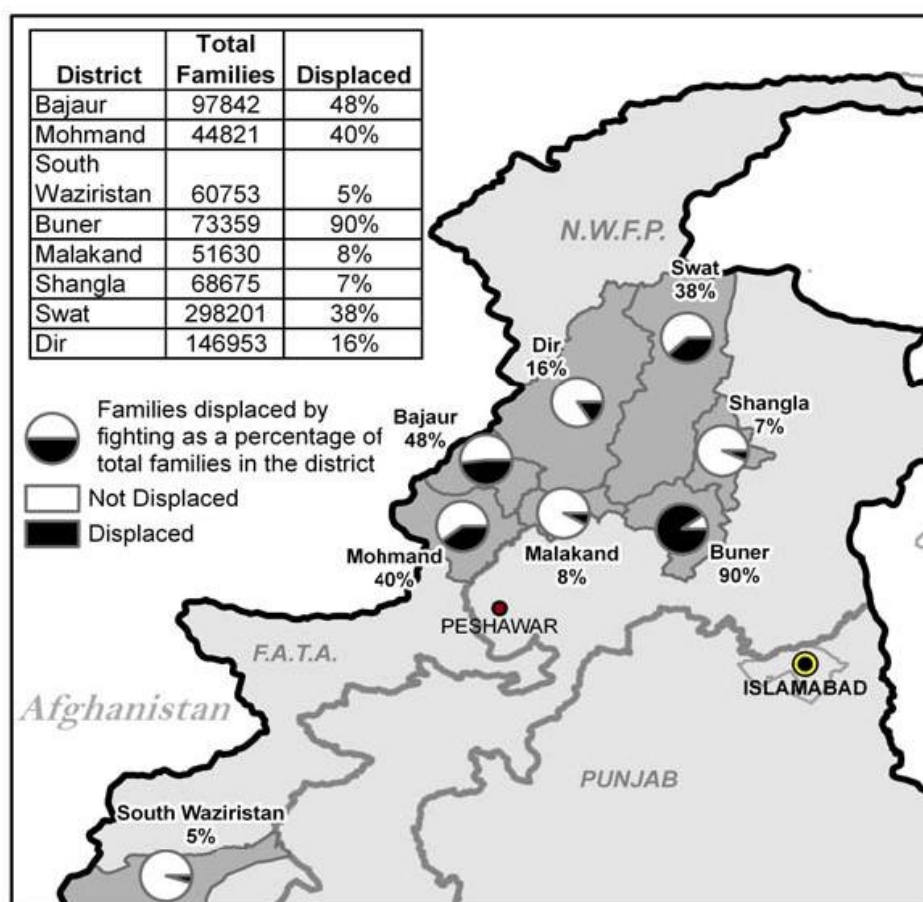 District Total Families Displaced
Bajaur 97842 48%
Mohmand 44821 40%
South Waziristan 60753 5%
Buner 73359 90%
Malakand 51630 8%
Shangla 68675 7%
Swat 298201 38%
Dir 146953 16%
Families displaced by
fighting as a percentage of
total families in the district
Not Displaced
Displaced
N.W.F.P.
Swat
38%
Dir
16%
Shangla
7%
Bajaur
48%
Mohmand
40%
Malakand
8%
Buner
90%
PESHAWAR
F.A.T.A.
ISLAMABAD
Afghanistan
PUNJAB
South Waziristan
5%